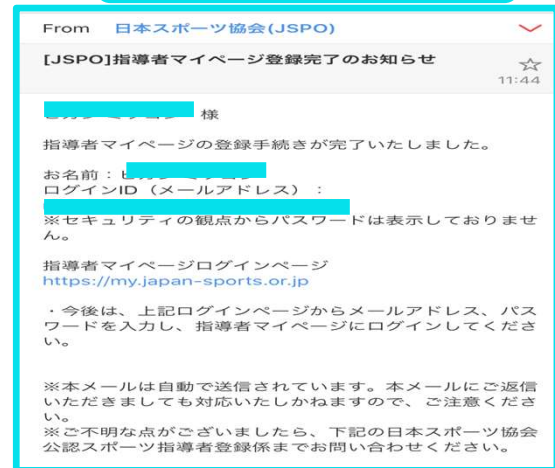 From 日本スポーツ協会(JSPO)
[JSPO]指導者マイページ登録完了のお知らせ
11:44
様
指導者マイページの登録手続きが完了いたしました。
お名前：
ログインID（メールアドレス）：
※セキュリティの観点からパスワードは表示しておりませ
ん。
指導者マイページログインページ
https://my.japan-sports.or.jp
・今後は、上記ログインページからメールアドレス、パス
ワードを入力し、指導者マイページにログインしてくださ
い。
※本メールは自動で送信されています。本メールにご返信
いただきましても対応いたしかねますので、ご注意くださ
い。
※ご不明な点がございましたら、下記の日本スポーツ協会
公認スポーツ指導者登録係までお問い合わせください。